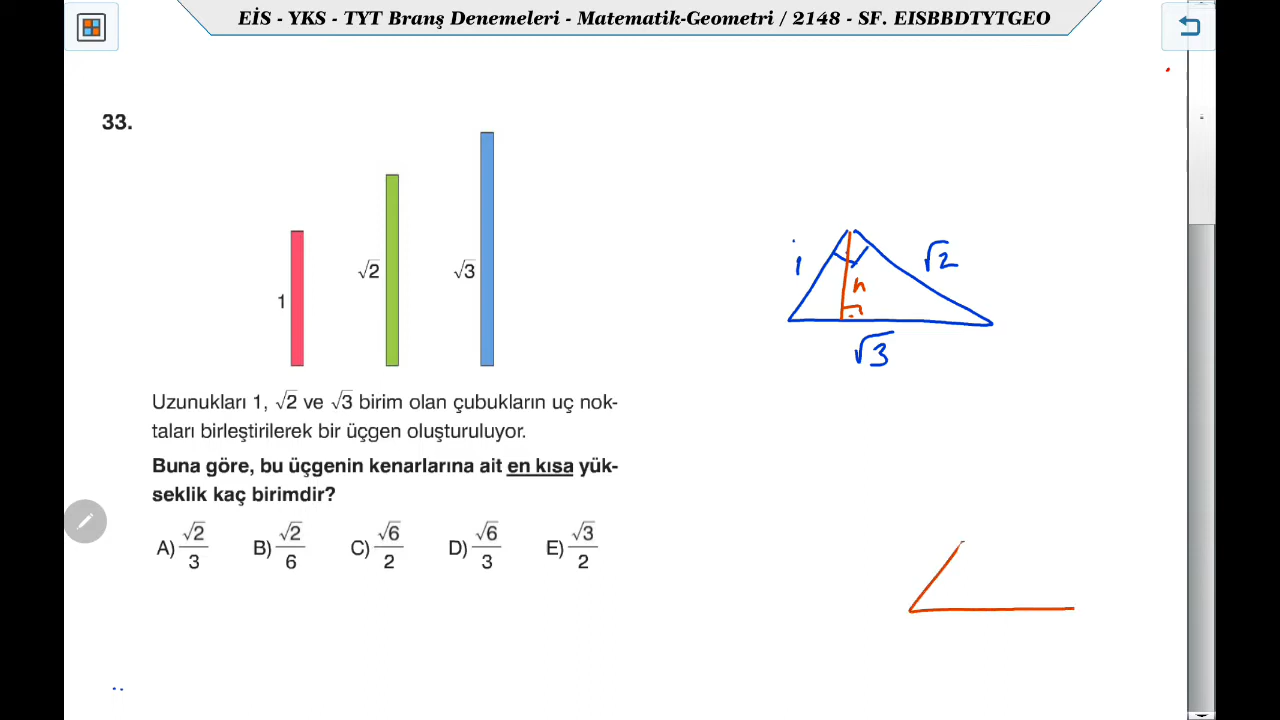 EİS - YKS - TYT Branş Denemeleri - Matematik-Geometri / 2148 - SF. EISBBDTYTGEO
33.
1
√2
√3
1
√2
h
√3
Uzunukları 1, √2 ve √3 birim olan çubukların uç nok-
taları birleştirilerek bir üçgen oluşturuluyor.
Buna göre, bu üçgenin kenarlarına ait en kısa yük-
seklik kaç birimdir?
A) √2/3 B) √2/6 C) √6/2 D) √6/3 E) √3/2